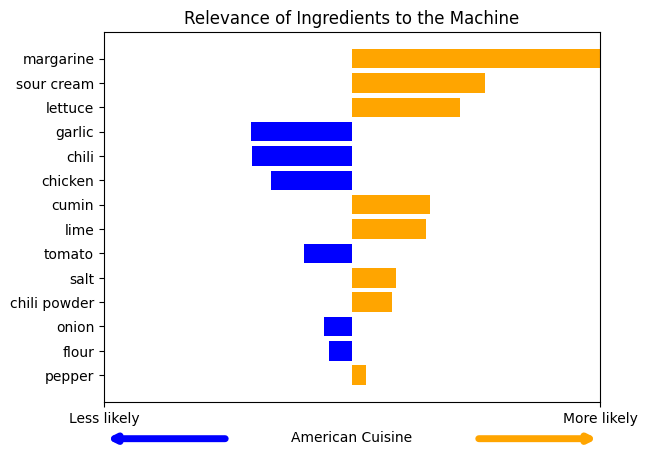 Relevance of Ingredients to the Machine
margarine
sour cream
lettuce
garlic
chili
chicken
cumin
lime
tomato
salt
chili powder
onion
flour
pepper
Less likely
More likely
American Cuisine